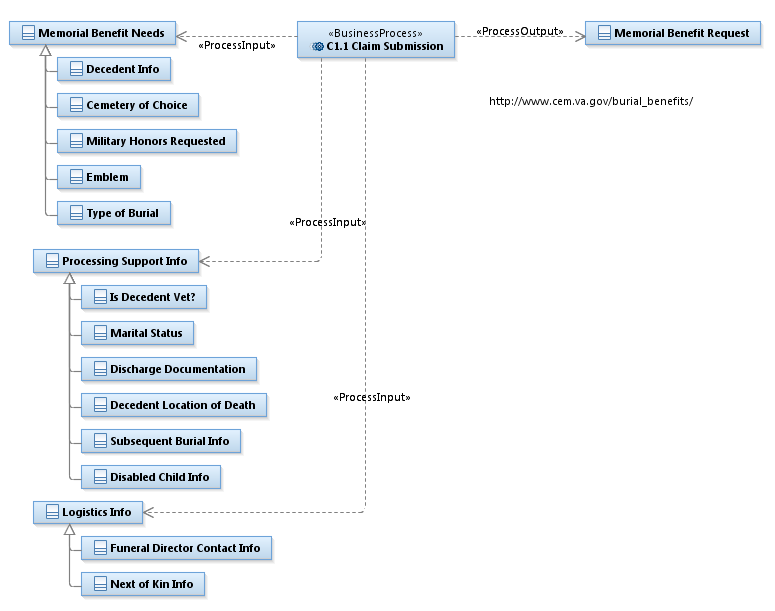 Memorial Benefit Needs
«ProcessInput»
«BusinessProcess»
C1.1 Claim Submission
«ProcessOutput»
Memorial Benefit Request
Decedent Info
Cemetery of Choice
http://www.cem.va.gov/burial_benefits/
Military Honors Requested
Emblem
Type of Burial
«ProcessInput»
Processing Support Info
Is Decedent Vet?
Marital Status
Discharge Documentation
«ProcessInput»
Decedent Location of Death
Subsequent Burial Info
Disabled Child Info
Logistics Info
Funeral Director Contact Info
Next of Kin Info